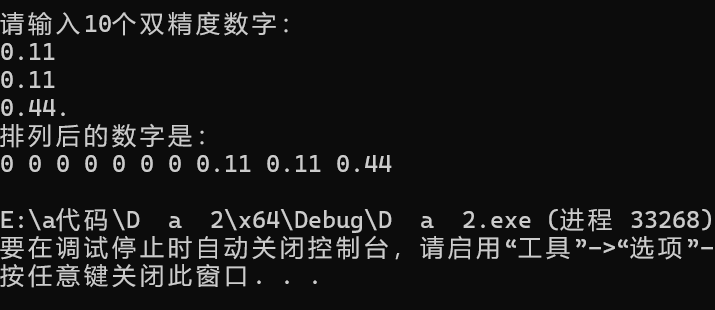 请输入10个双精度数字：
0.11
0.11
0.44.
排列后的数字是：
0 0 0 0 0 0 0 0.11 0.11 0.44
E:\a代码\D  a  2\x64\Debug\D  a  2.exe (进程 33268)
要在调试停止时自动关闭控制台，请启用“工具”->“选项”-
按任意键关闭此窗口. . .